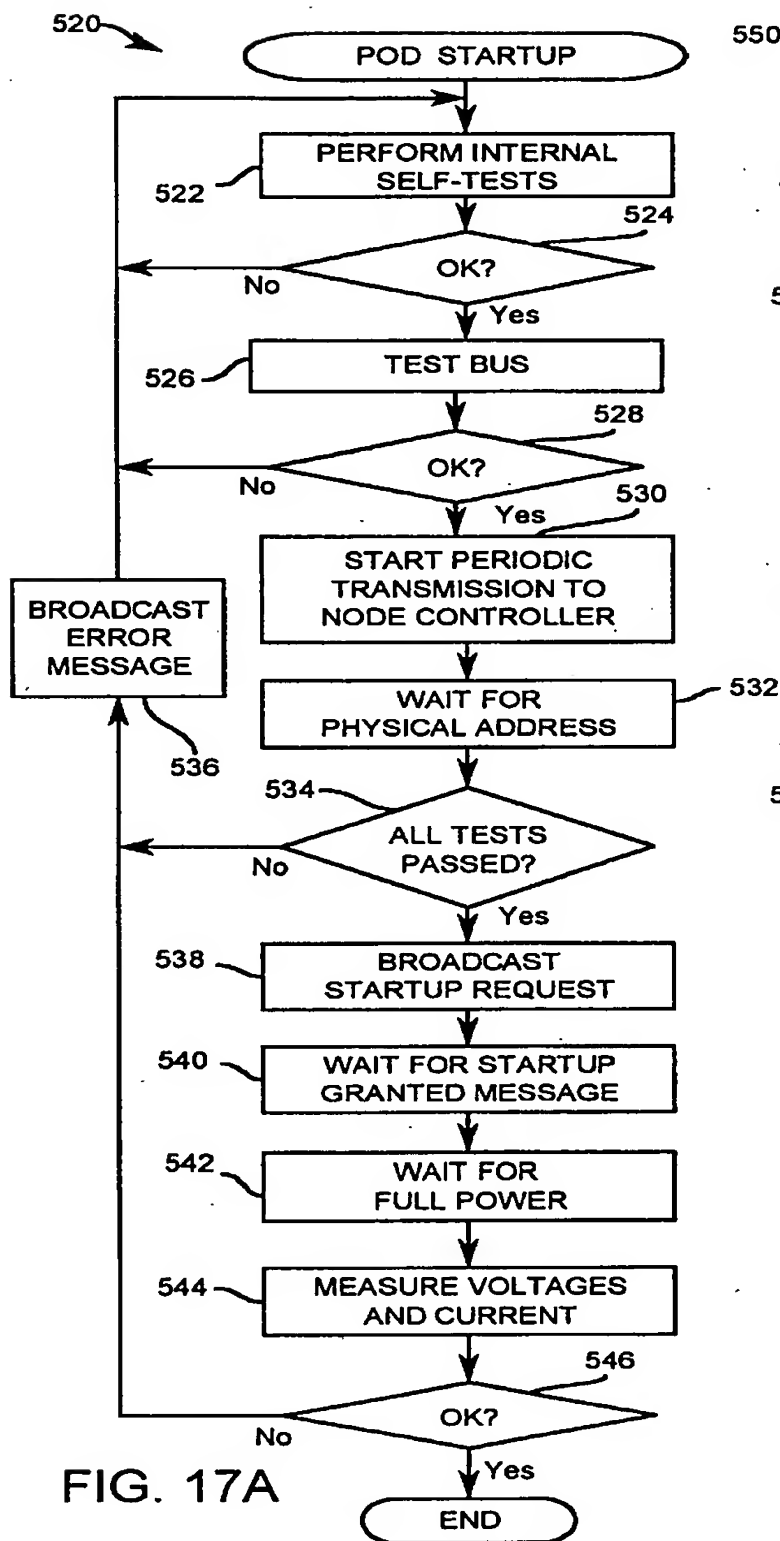 520
POD STARTUP
550
PERFORM INTERNAL
SELF-TESTS
522
524
OK?
No
Yes
5
526
TEST BUS
528
OK?
No
Yes
530
START PERIODIC
TRANSMISSION TO
NODE CONTROLLER
BROADCAST
ERROR
MESSAGE
536
WAIT FOR
PHYSICAL ADDRESS
532
534
5
ALL TESTS
PASSED?
No
Yes
538
BROADCAST
STARTUP REQUEST
540
WAIT FOR STARTUP
GRANTED MESSAGE
542
WAIT FOR
FULL POWER
544
MEASURE VOLTAGES
AND CURRENT
546
OK?
No
Yes
FIG. 17A
END